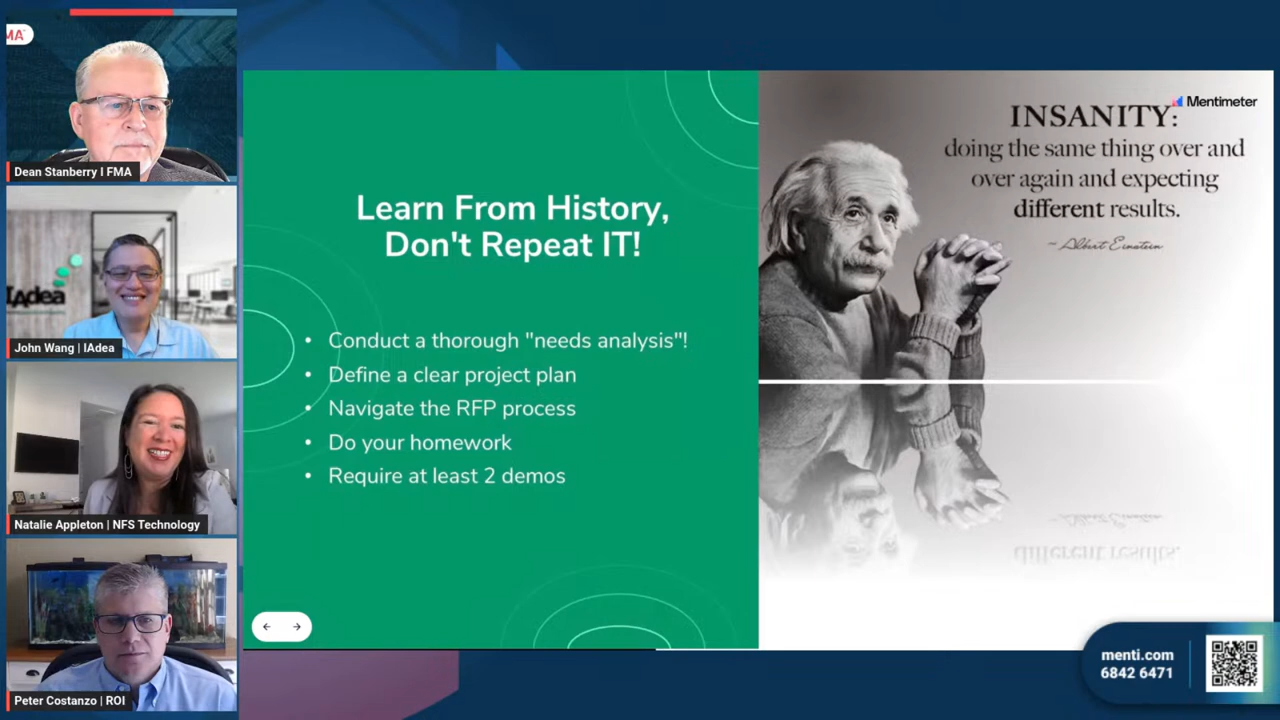 MA
Dean Stanberry I FMA
IAdea
John Wang | IAdea
Natalie Appleton | NFS Technology
Peter Costanzo | ROI
Learn From History,
Don't Repeat IT!
• Conduct a thorough "needs analysis"!
• Define a clear project plan
• Navigate the RFP process
• Do your homework
• Require at least 2 demos
Mentimeter
INSANITY:
doing the same thing over and
over again and expecting
different results.
~ Albert Einstein
different results.
menti.com
6842 6471